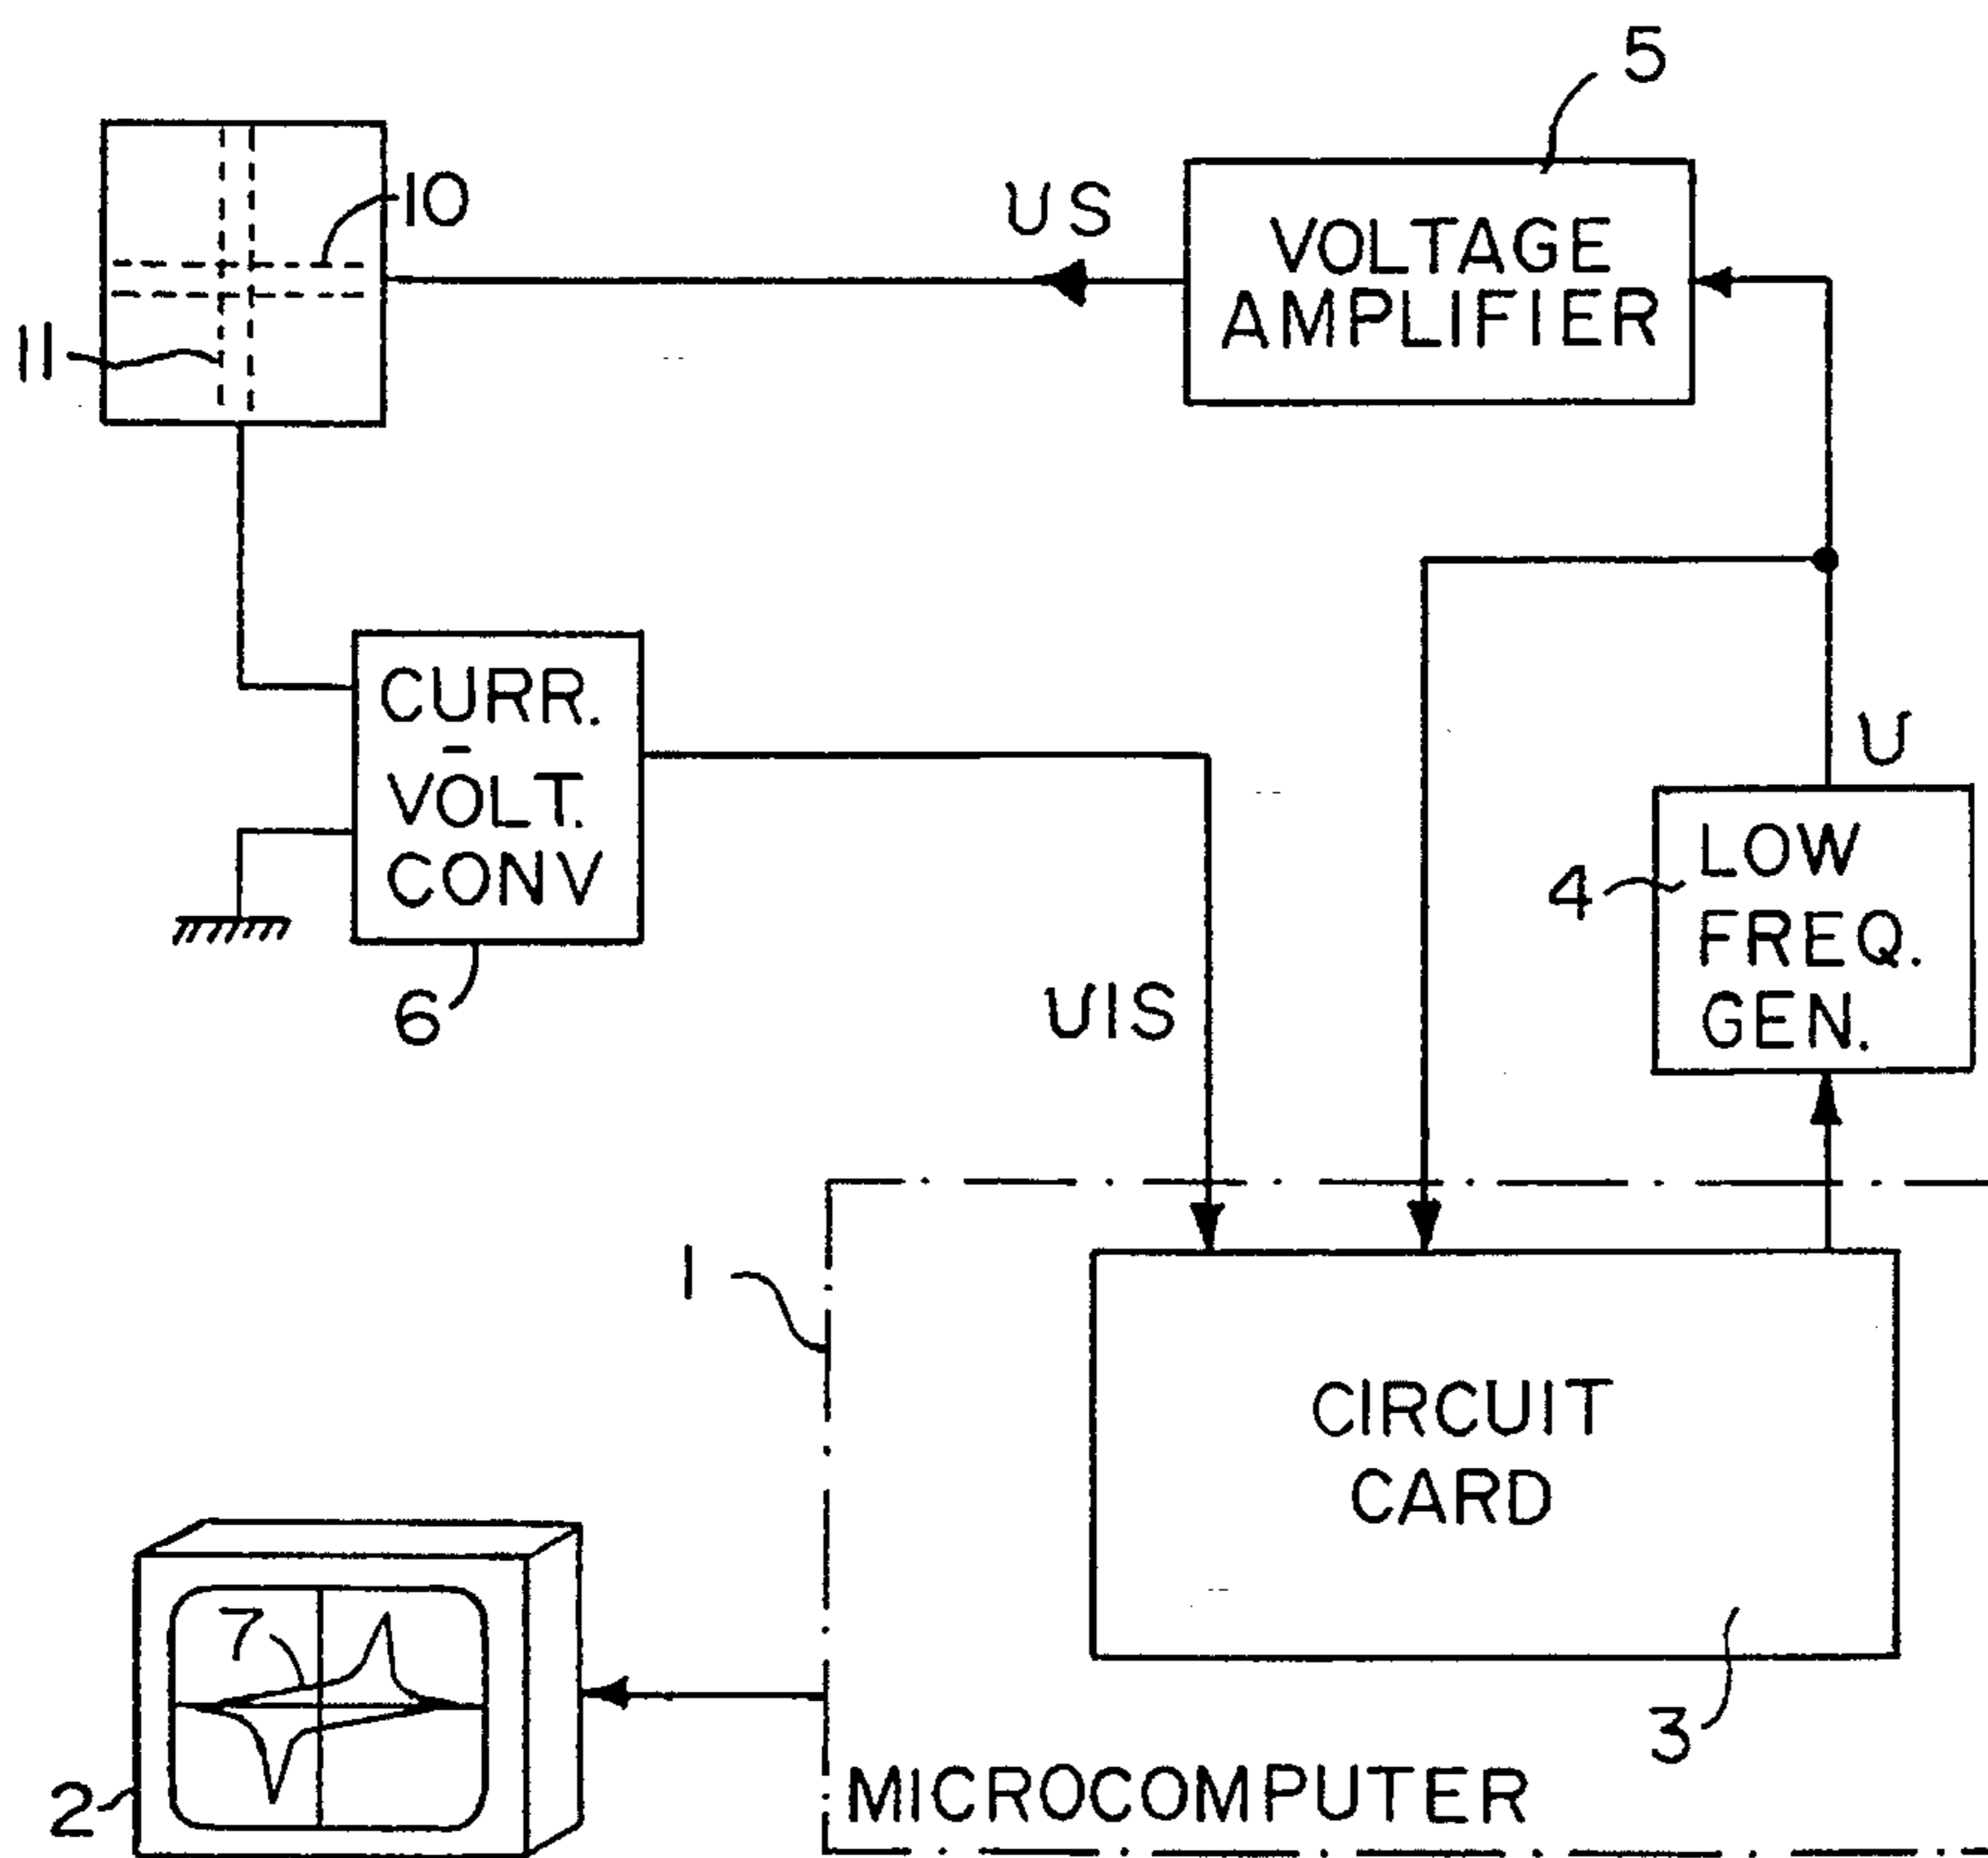 5
10
US
VOLTAGE
AMPLIFIER
11
CURR.
-
VOLT.
CONV
U
LOW
FREQ.
GEN.
4
6
UIS
1
CIRCUIT
CARD
7
3
2
MICROCOMPUTER